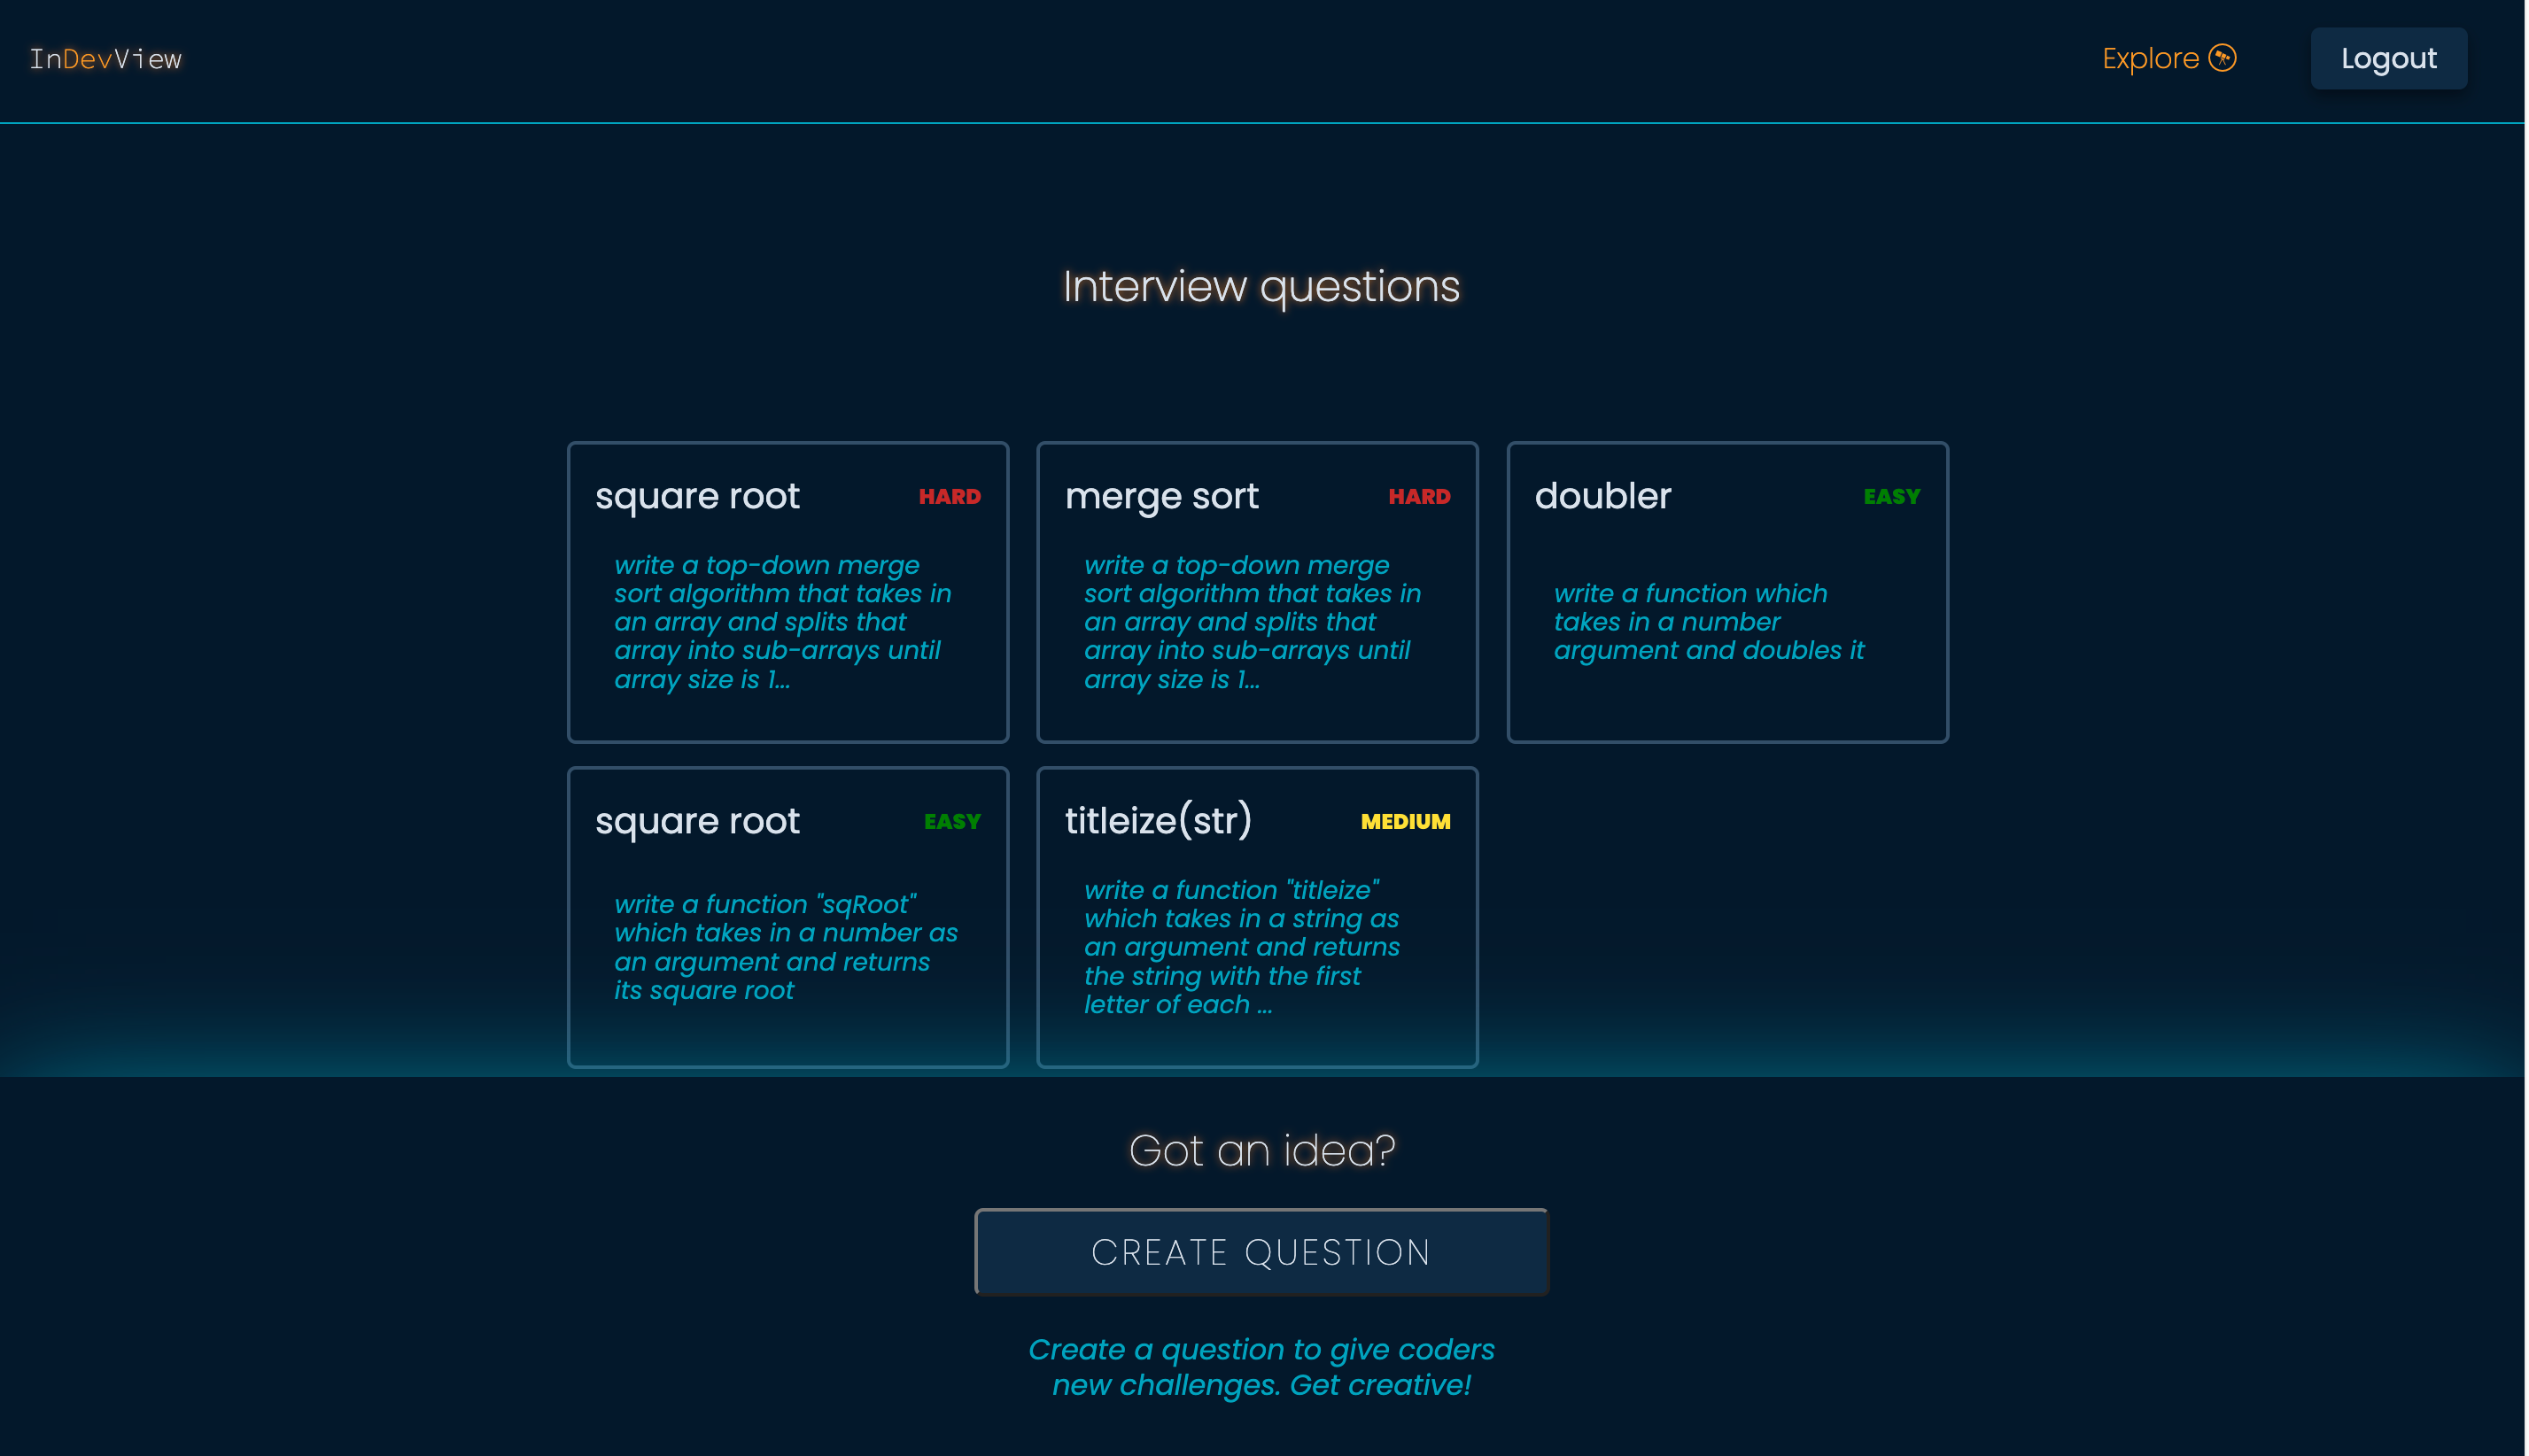 InDevView
Explore
Logout
Interview questions
square root
HARD
write a top-down merge
sort algorithm that takes in
an array and splits that
array into sub-arrays until
array size is 1...
merge sort
HARD
write a top-down merge
sort algorithm that takes in
an array and splits that
array into sub-arrays until
array size is 1...
doubler
EASY
write a function which
takes in a number
argument and doubles it
square root
EASY
write a function "sqRoot"
which takes in a number as
an argument and returns
its square root
titleize(str)
MEDIUM
write a function "titleize"
which takes in a string as
an argument and returns
the string with the first
letter of each ...
Got an idea?
CREATE QUESTION
Create a question to give coders
new challenges. Get creative!